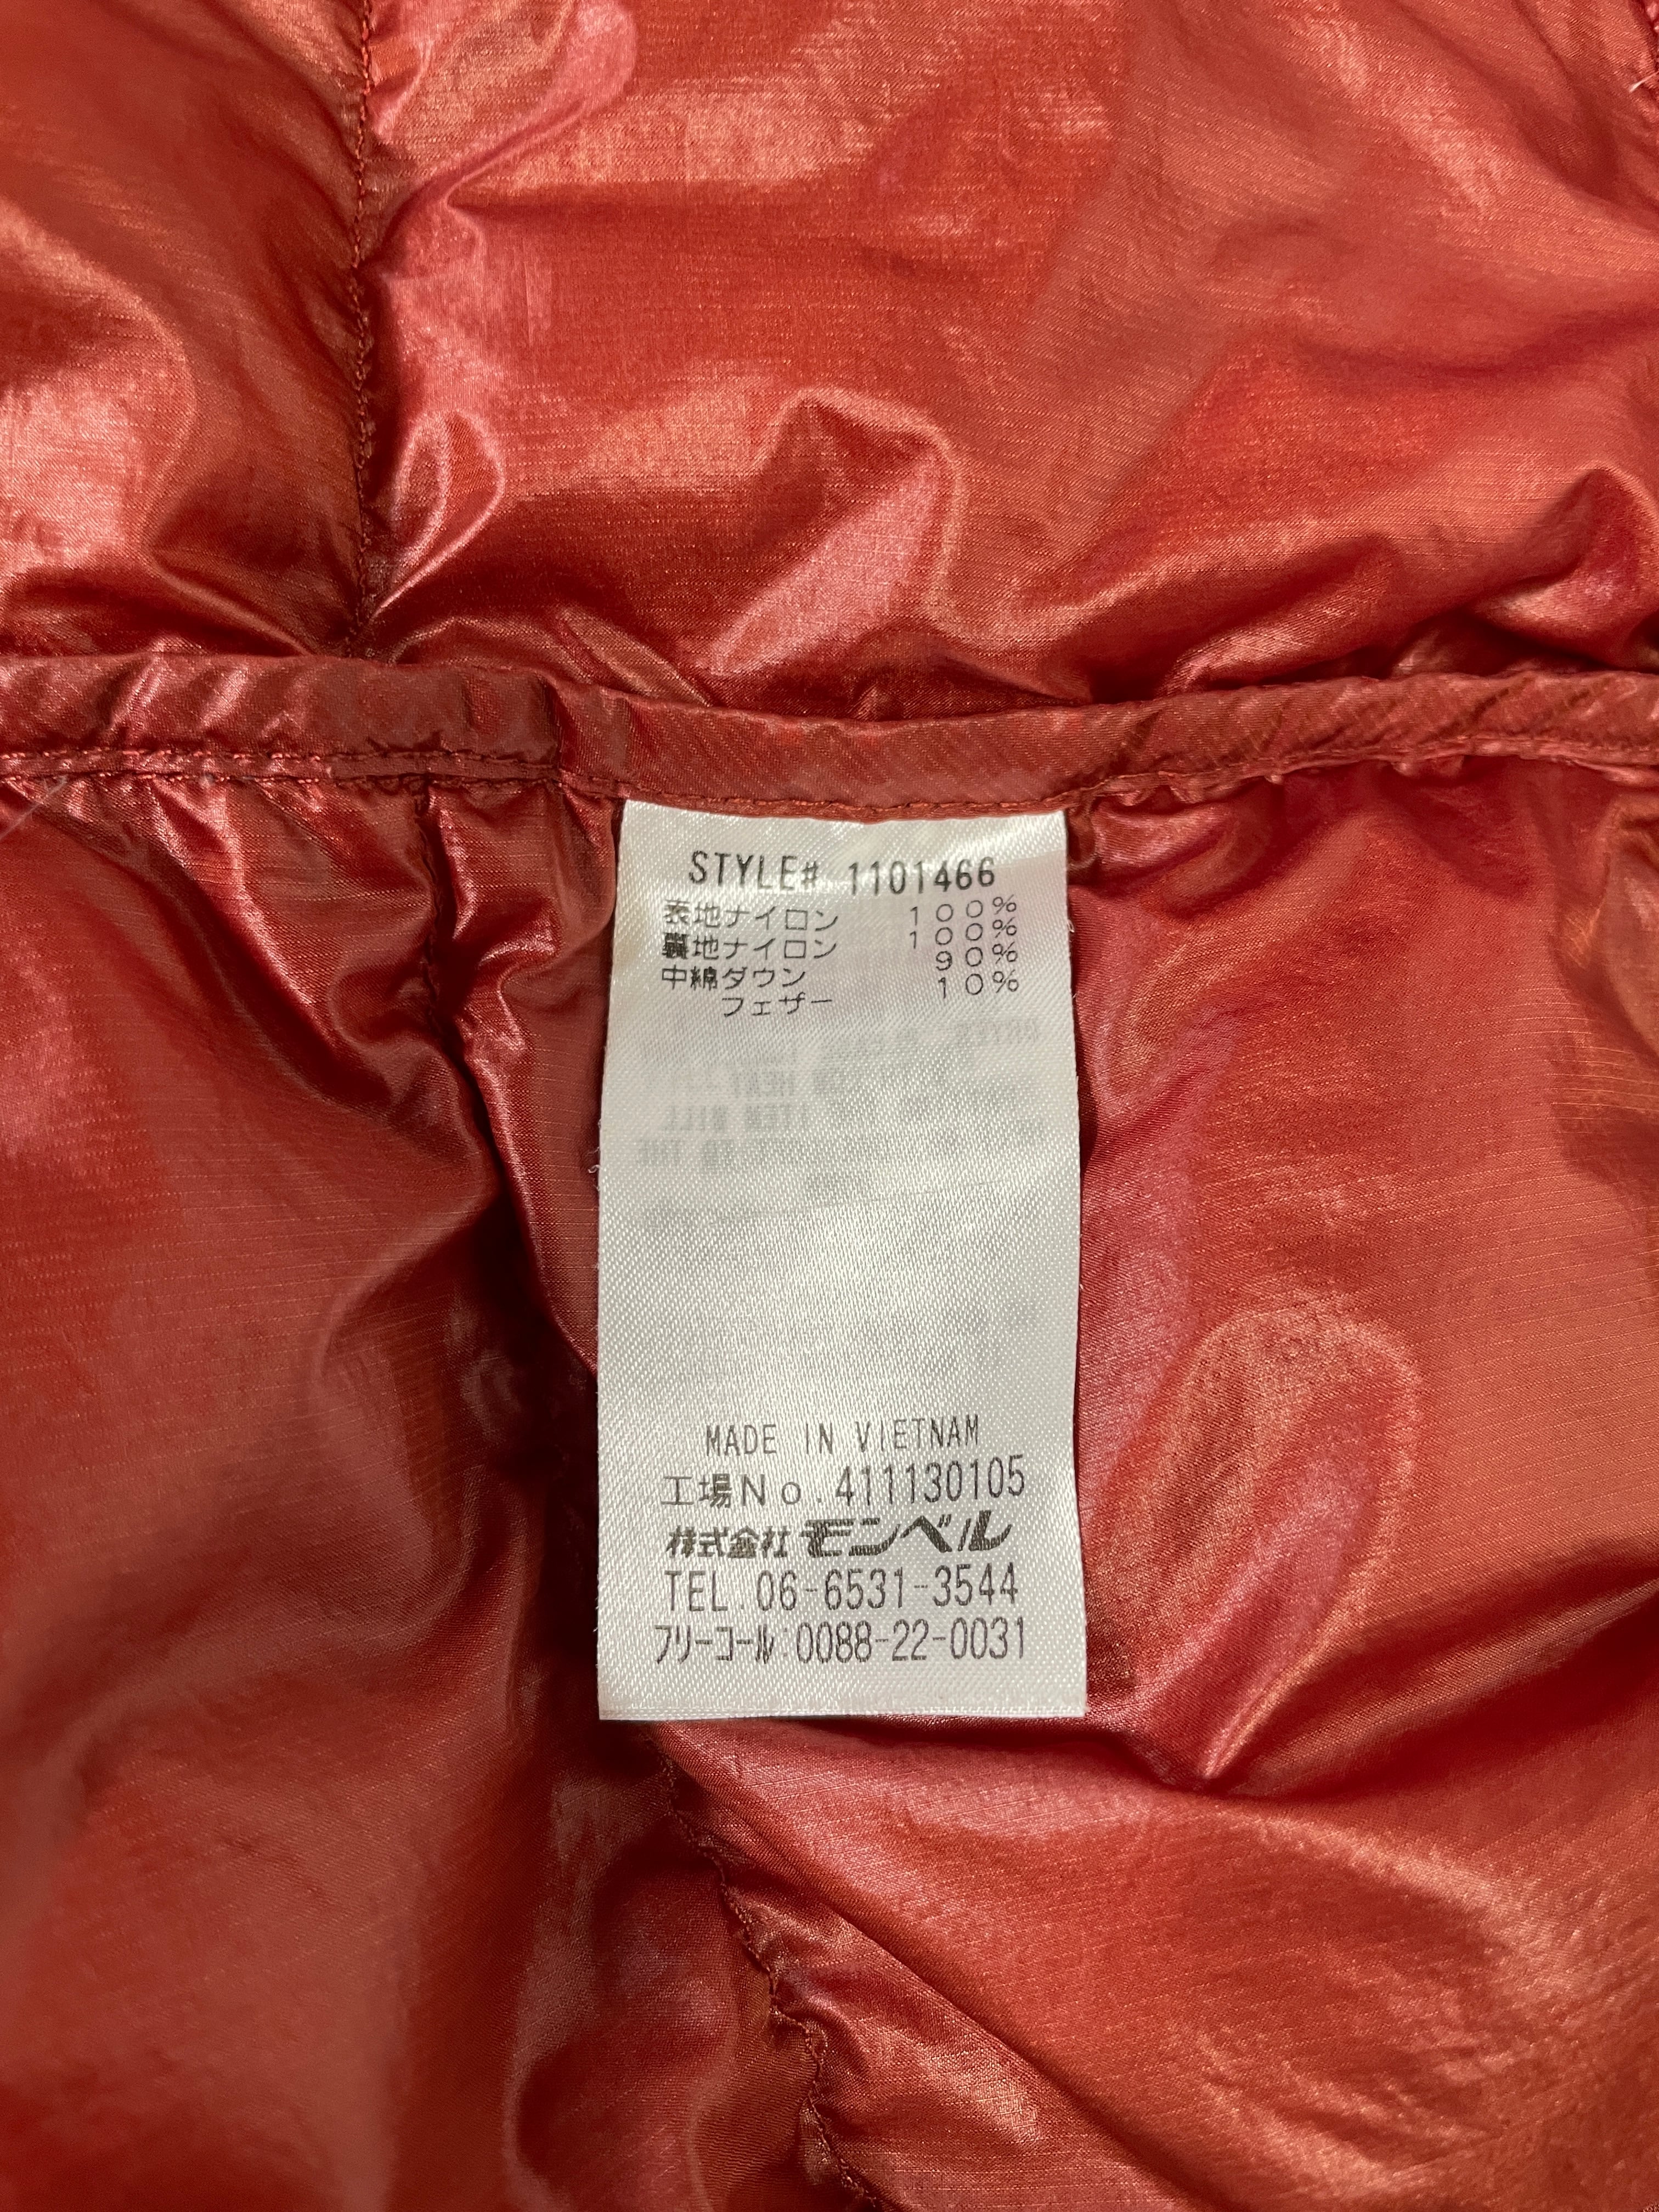 STYLE# 1101466
表地ナイロン 100%
裏地ナイロン 100%
中綿ダウン 90%
フェザー 10%
MADE IN VIETNAM
工場No.411130105
株式会社モンベル
TEL.06-6531-3544
フリーコール:0088-22-0031